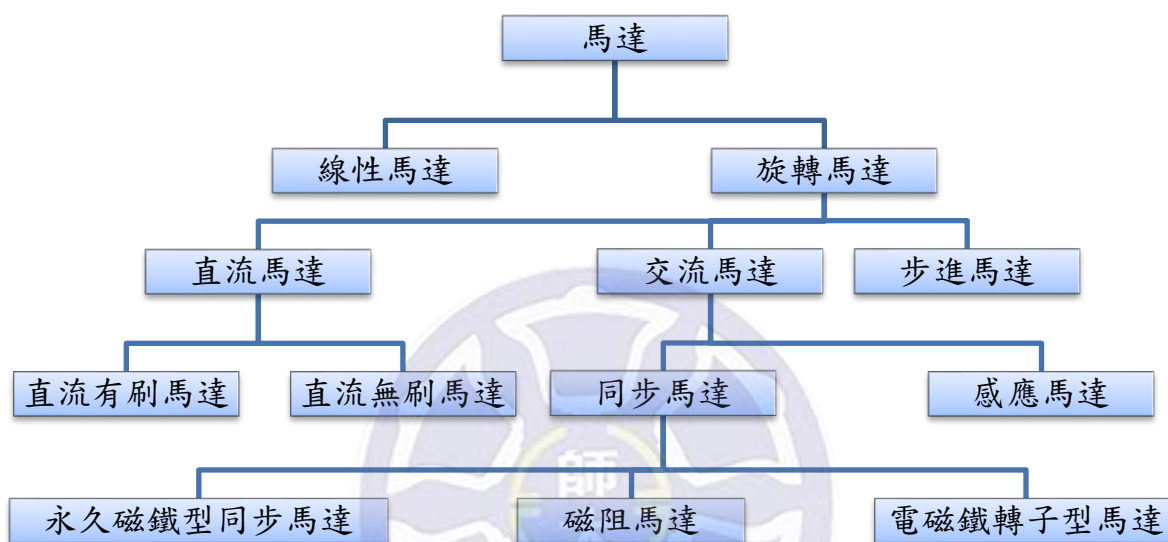 馬達
線性馬達
旋轉馬達
直流馬達
交流馬達
步進馬達
直流有刷馬達
直流無刷馬達
同步馬達
感應馬達
師
永久磁鐵型同步馬達
磁阻馬達
電磁鐵轉子型馬達